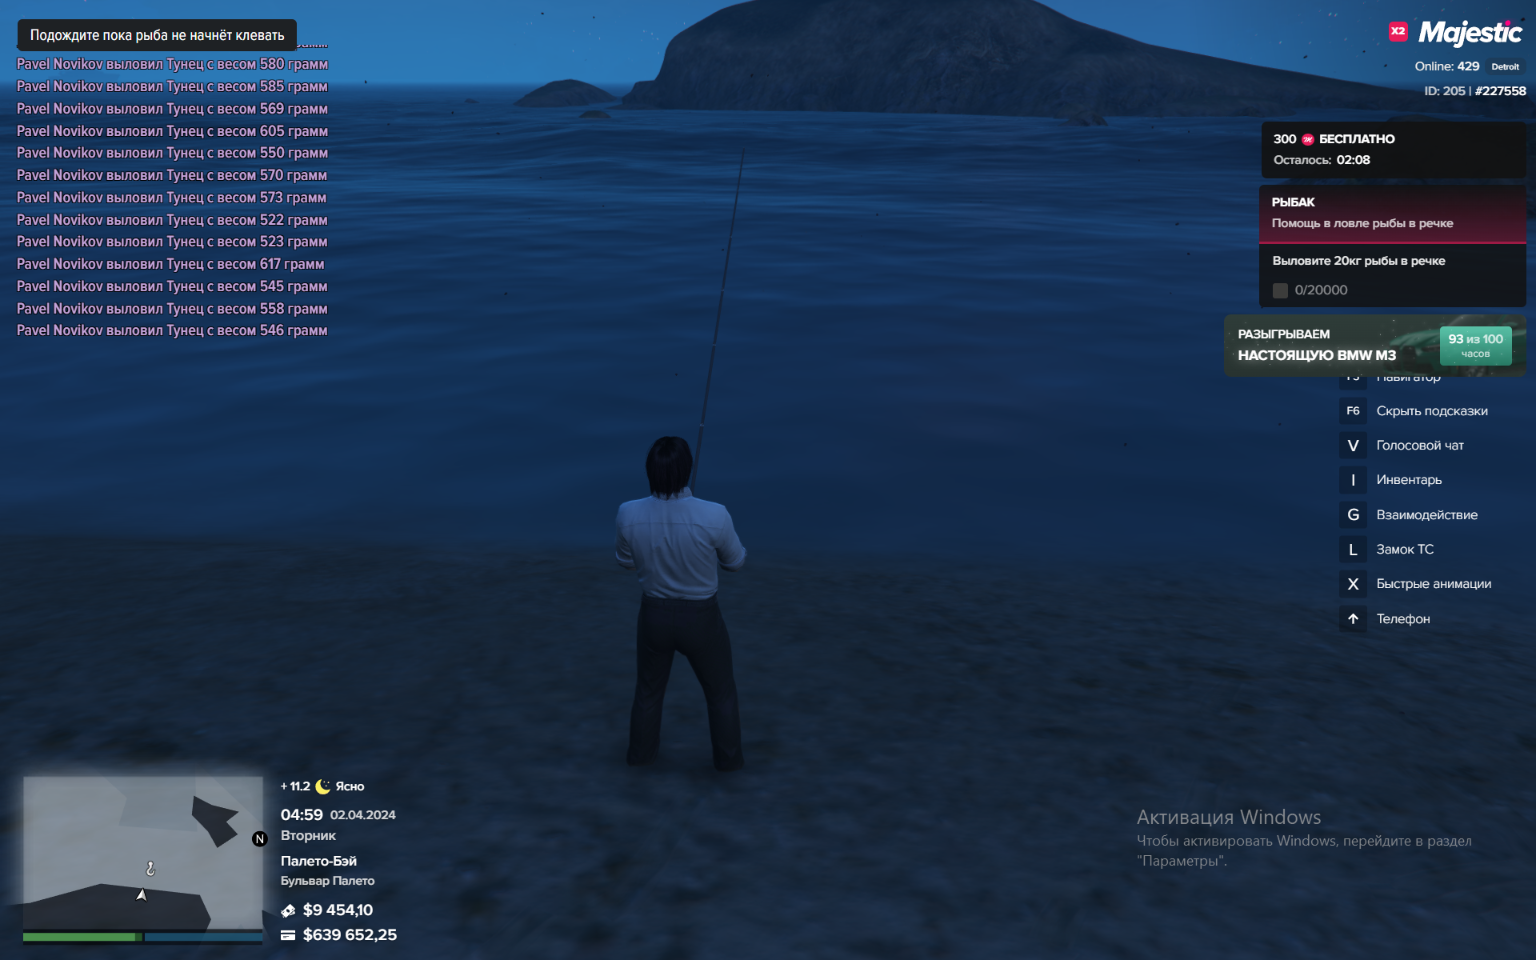 Подождите пока рыба не начнёт клевать
Pavel Novikov выловил Тунец с весом 580 грамм
Pavel Novikov выловил Тунец с весом 585 грамм
Pavel Novikov выловил Тунец с весом 569 грамм
Pavel Novikov выловил Тунец с весом 605 грамм
Pavel Novikov выловил Тунец с весом 550 грамм
Pavel Novikov выловил Тунец с весом 570 грамм
Pavel Novikov выловил Тунец с весом 573 грамм
Pavel Novikov выловил Тунец с весом 522 грамм
Pavel Novikov выловил Тунец с весом 523 грамм
Pavel Novikov выловил Тунец с весом 617 грамм
Pavel Novikov выловил Тунец с весом 545 грамм
Pavel Novikov выловил Тунец с весом 558 грамм
Pavel Novikov выловил Тунец с весом 546 грамм
X2 Majestic
Online: 429 Detroit
ID: 205 | #227558
300 БЕСПЛАТНО
Осталось: 02:08
РЫБАК
Помощь в ловле рыбы в речке
Выловите 20кг рыбы в речке
0/20000
РАЗЫГРЫВАЕМ
НАСТОЯЩУЮ BMW M3
93 из 100
часов
Навигатор
F6 Скрыть подсказки
V Голосовой чат
I Инвентарь
G Взаимодействие
L Замок ТС
X Быстрые анимации
Телефон
N
+ 11.2 Ясно
04:59 02.04.2024
Вторник
Палето-Бэй
Бульвар Палето
$9 454,10
$639 652,25
Активация Windows
Чтобы активировать Windows, перейдите в раздел
"Параметры".